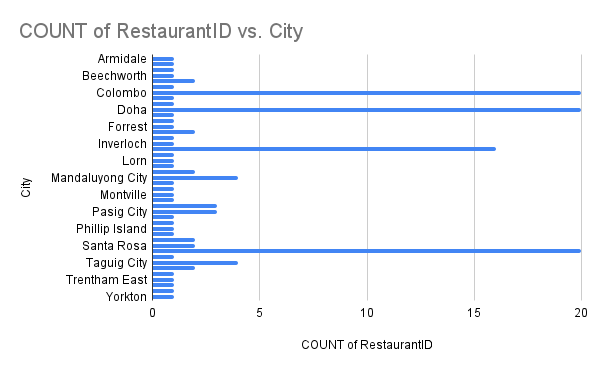 COUNT of RestaurantID vs. City
Armidale
Beechworth
Colombo
Doha
Forrest
Inverloch
Lorn
Mandaluyong City
Montville
Pasig City
Phillip Island
Santa Rosa
Taguig City
Trentham East
Yorkton
City
0 5 10 15 20
COUNT of RestaurantID